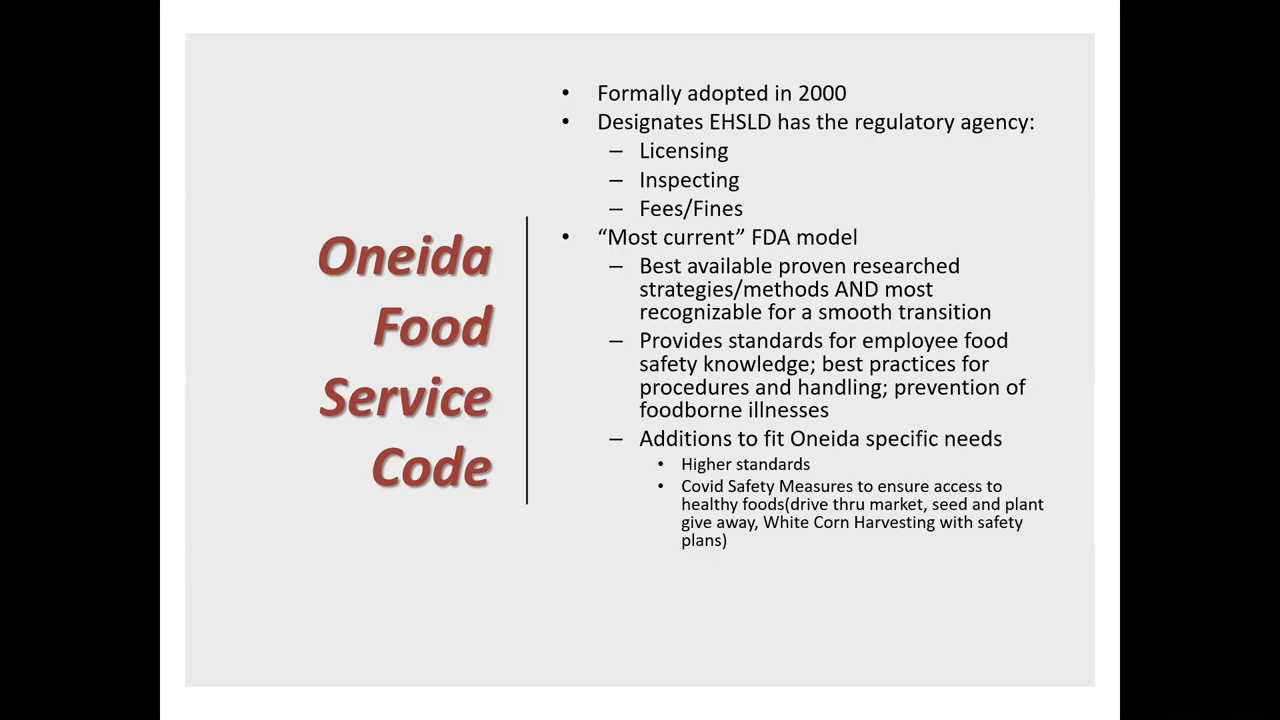 Oneida
Food
Service
Code
• Formally adopted in 2000
• Designates EHSLD has the regulatory agency:
– Licensing
– Inspecting
– Fees/Fines
• “Most current” FDA model
– Best available proven researched
strategies/methods AND most
recognizable for a smooth transition
– Provides standards for employee food
safety knowledge; best practices for
procedures and handling; prevention of
foodborne illnesses
– Additions to fit Oneida specific needs
• Higher standards
• Covid Safety Measures to ensure access to
healthy foods(drive thru market, seed and plant
give away, White Corn Harvesting with safety
plans)